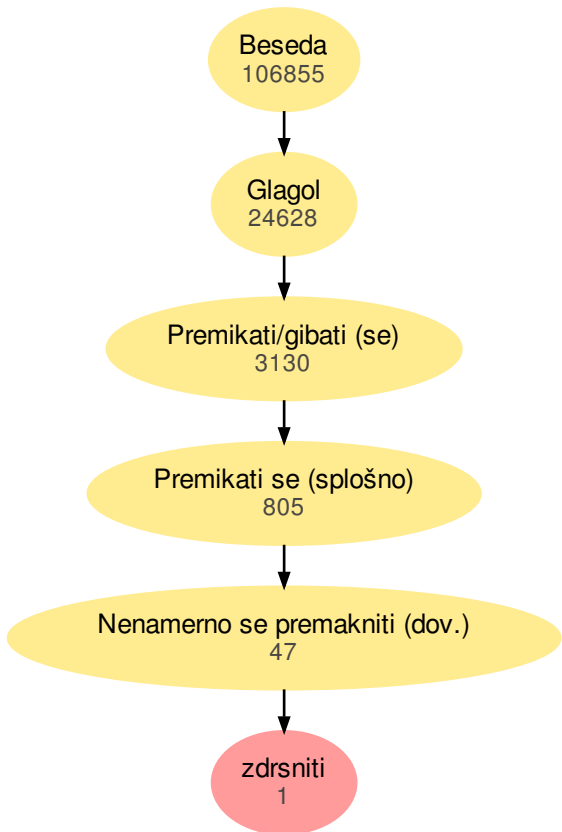 Beseda
106855
Glagol
24628
Premikati/gibati (se)
3130
Premikati se (splošno)
805
Nenamerno se premakniti (dov.)
47
zdrsniti
1